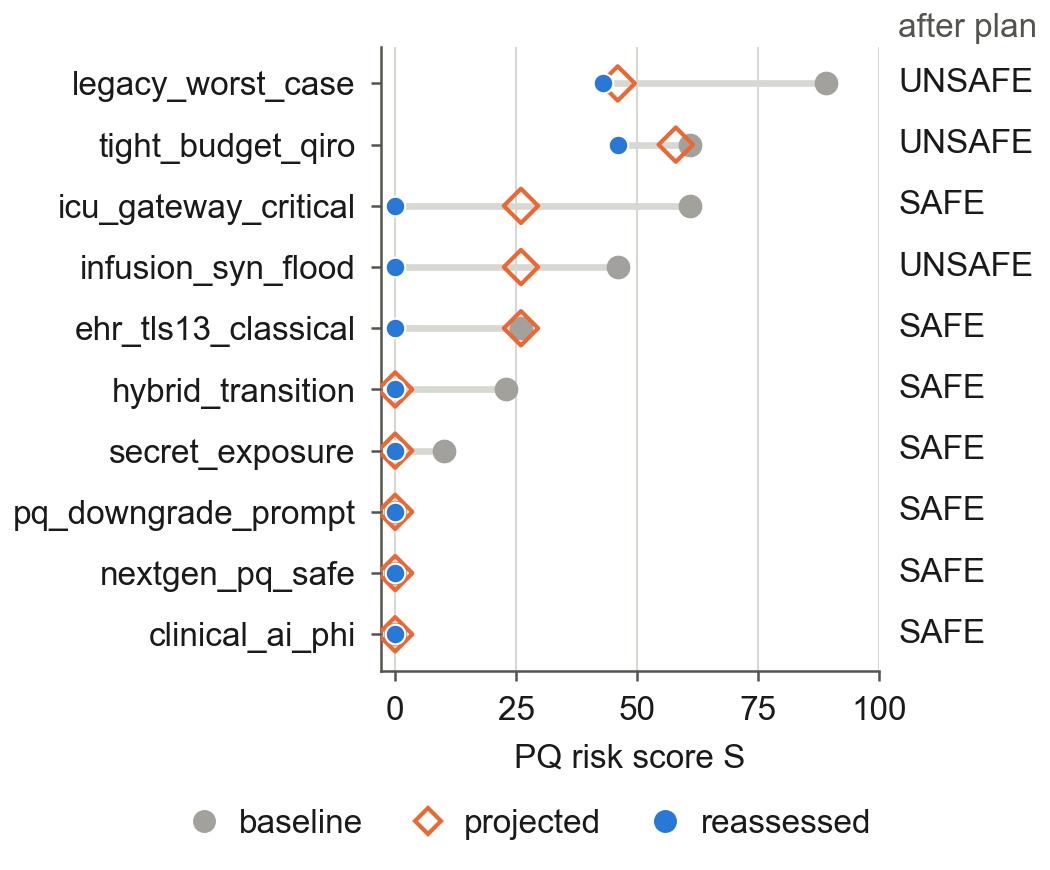 after plan
legacy_worst_case UNSAFE
tight_budget_qiro UNSAFE
icu_gateway_critical SAFE
infusion_syn_flood UNSAFE
ehr_tls13_classical SAFE
hybrid_transition SAFE
secret_exposure SAFE
pq_downgrade_prompt SAFE
nextgen_pq_safe SAFE
clinical_ai_phi SAFE
0 25 50 75 100
PQ risk score S
baseline projected reassessed